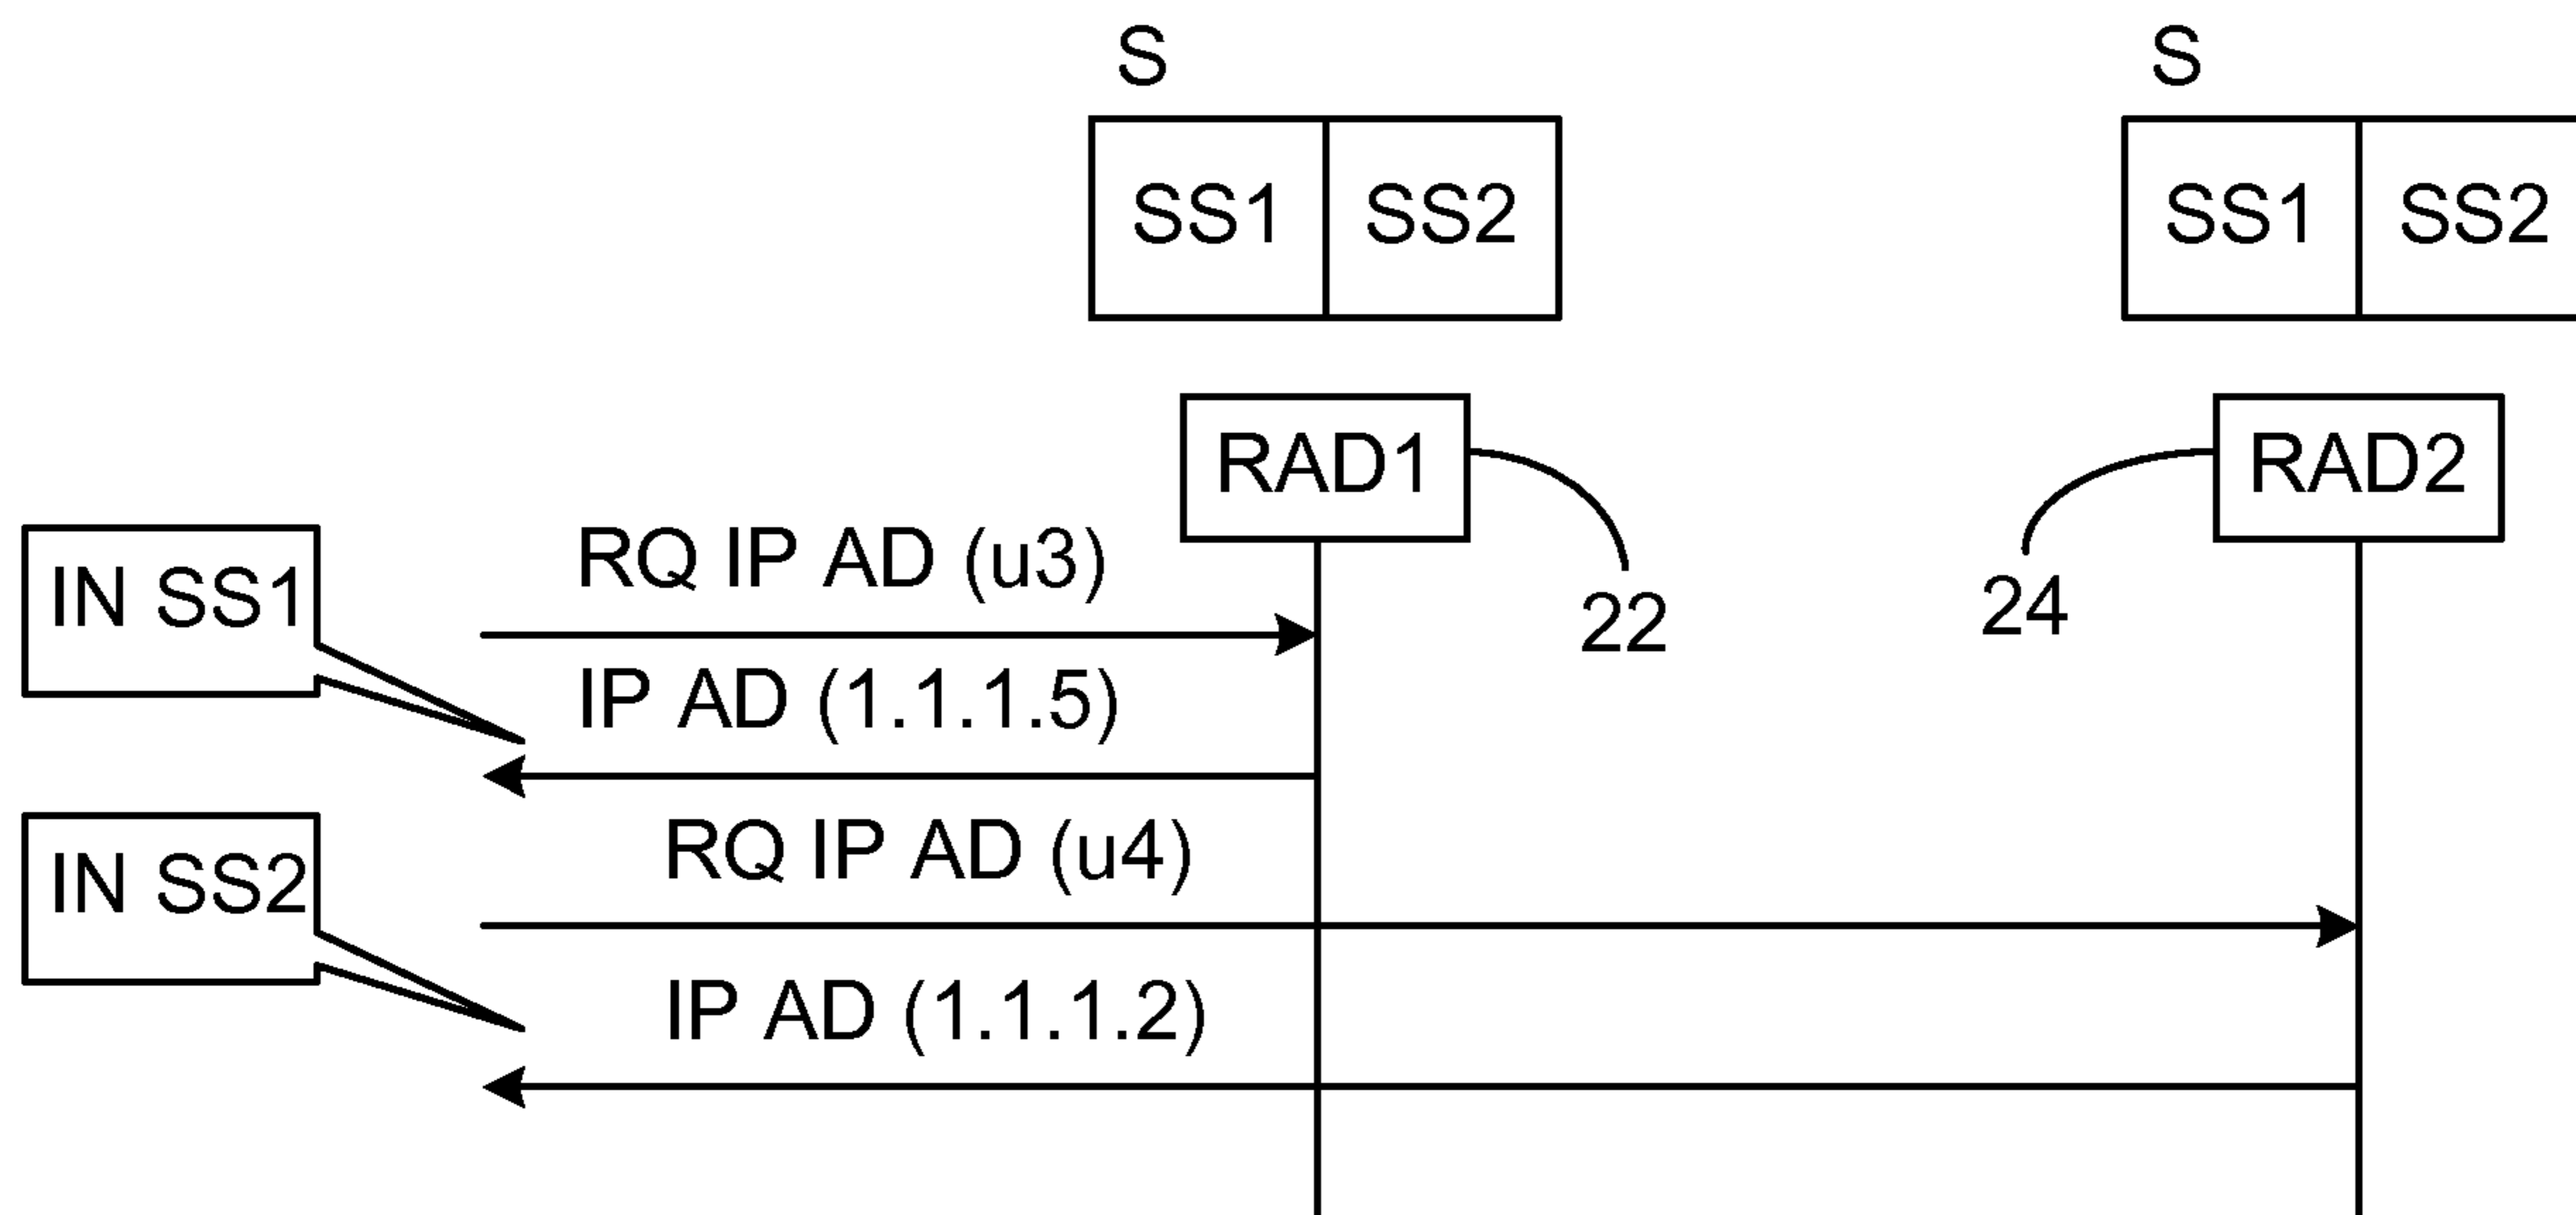 S
S
SS1
SS2
SS1
SS2
RAD1
RAD2
22
24
IN SS1
RQ IP AD (u3)
IP AD (1.1.1.5)
IN SS2
RQ IP AD (u4)
IP AD (1.1.1.2)